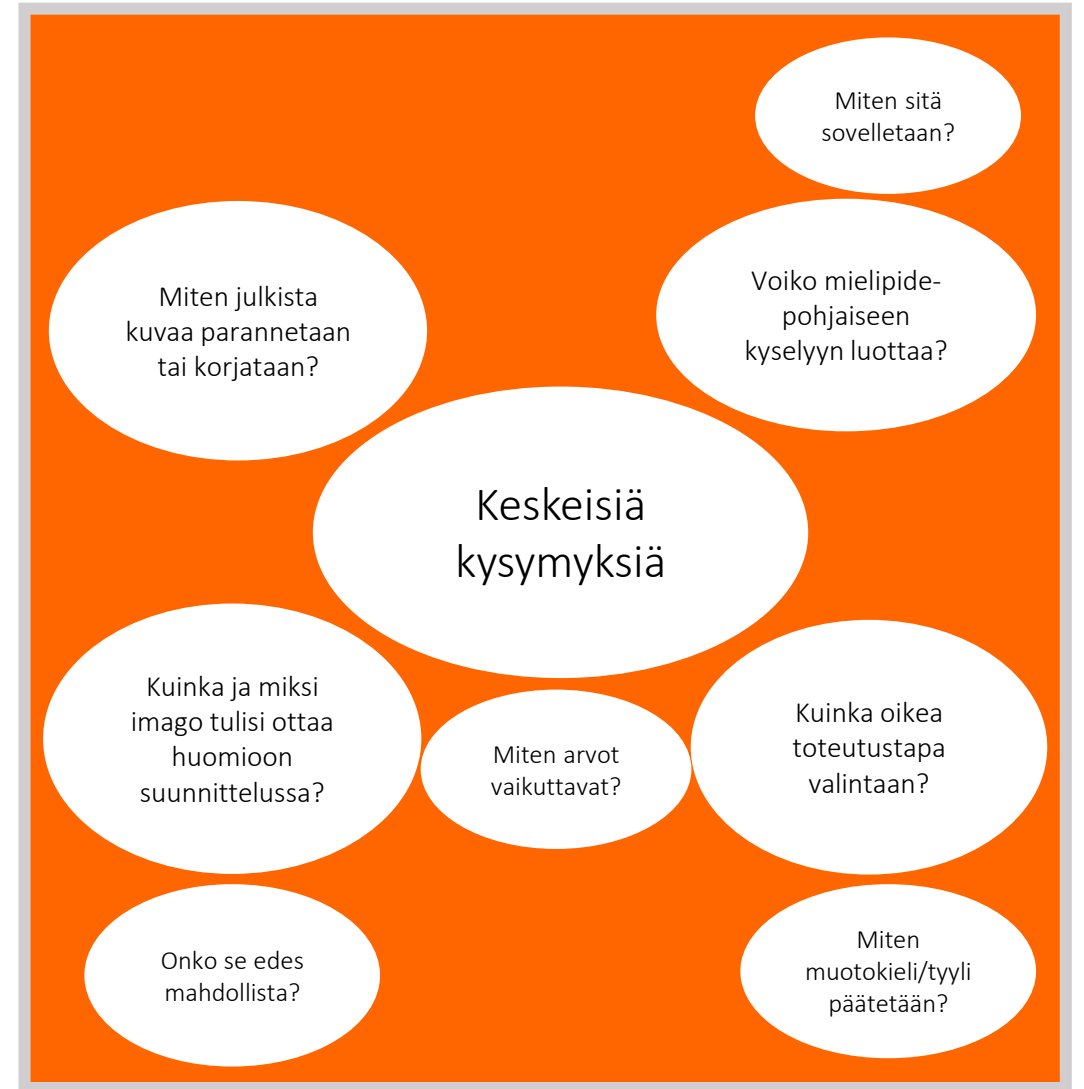 Miten sitä
sovelletaan?
Miten julkista
kuvaa parannetaan
tai korjataan?
Voiko mielipide-
pohjaiseen
kyselyyn luottaa?
Keskeisiä
kysymyksiä
Kuinka ja miksi
imago tulisi ottaa
huomioon
suunnittelussa?
Miten arvot
vaikuttavat?
Kuinka oikea
toteutustapa
valintaan?
Onko se edes
mahdollista?
Miten
muotokieli/tyyli
päätetään?